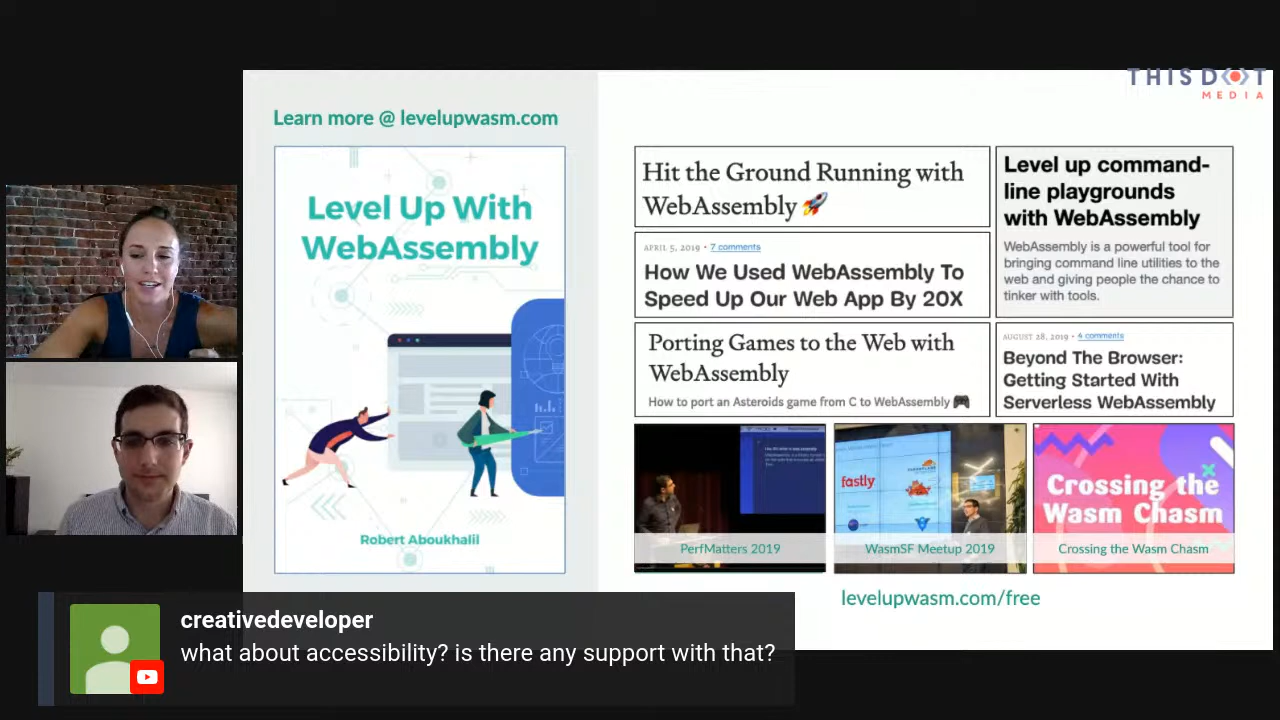 THIS DOT
MEDIA
Learn more @ levelupwasm.com
Level Up With
WebAssembly
Robert Aboukhalil
Hit the Ground Running with
WebAssembly 🚀
APRIL 5, 2019 • 7 comments
How We Used WebAssembly To
Speed Up Our Web App By 20X
Porting Games to the Web with
WebAssembly
How to port an Asteroids game from C to WebAssembly 🎮
Level up command-
line playgrounds
with WebAssembly
WebAssembly is a powerful tool for
bringing command line utilities to the
web and giving people the chance to
tinker with tools.
AUGUST 28, 2019 • 4 comments
Beyond The Browser:
Getting Started With
Serverless WebAssembly
PerfMatters 2019
fastly
WasmSF Meetup 2019
Crossing the
Wasm Chasm
Crossing the Wasm Chasm
levelupwasm.com/free
creativedeveloper
what about accessibility? is there any support with that?